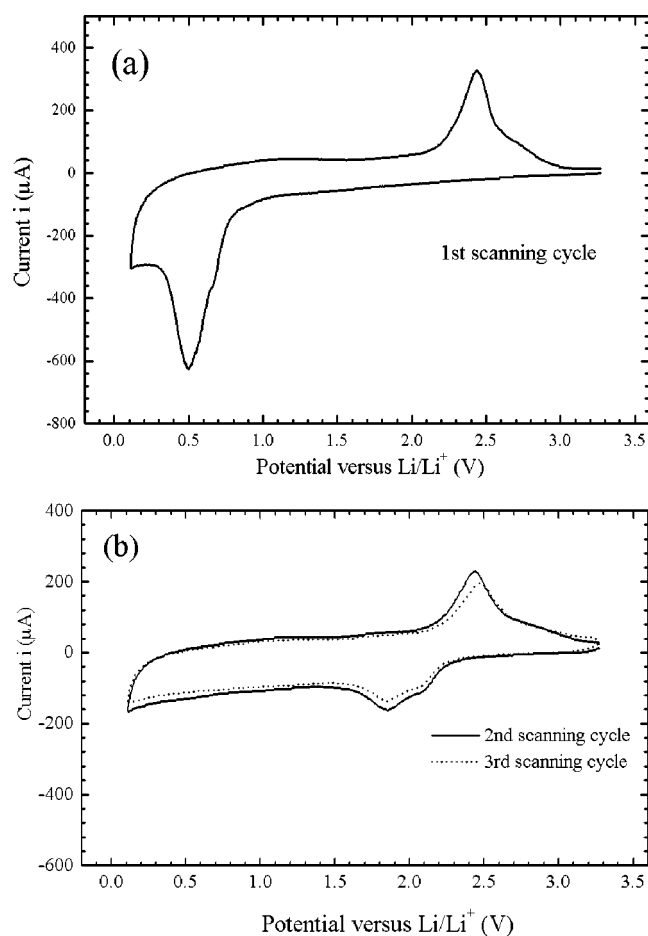 (a)
400
200
0
-200
-400
-600
-800
Current i (μA)
1st scanning cycle
0.0 0.5 1.0 1.5 2.0 2.5 3.0 3.5
Potential versus Li/Li⁺ (V)
(b)
400
200
0
-200
-400
-600
Current i (μA)
2nd scanning cycle
3rd scanning cycle
0.0 0.5 1.0 1.5 2.0 2.5 3.0 3.5
Potential versus Li/Li⁺ (V)